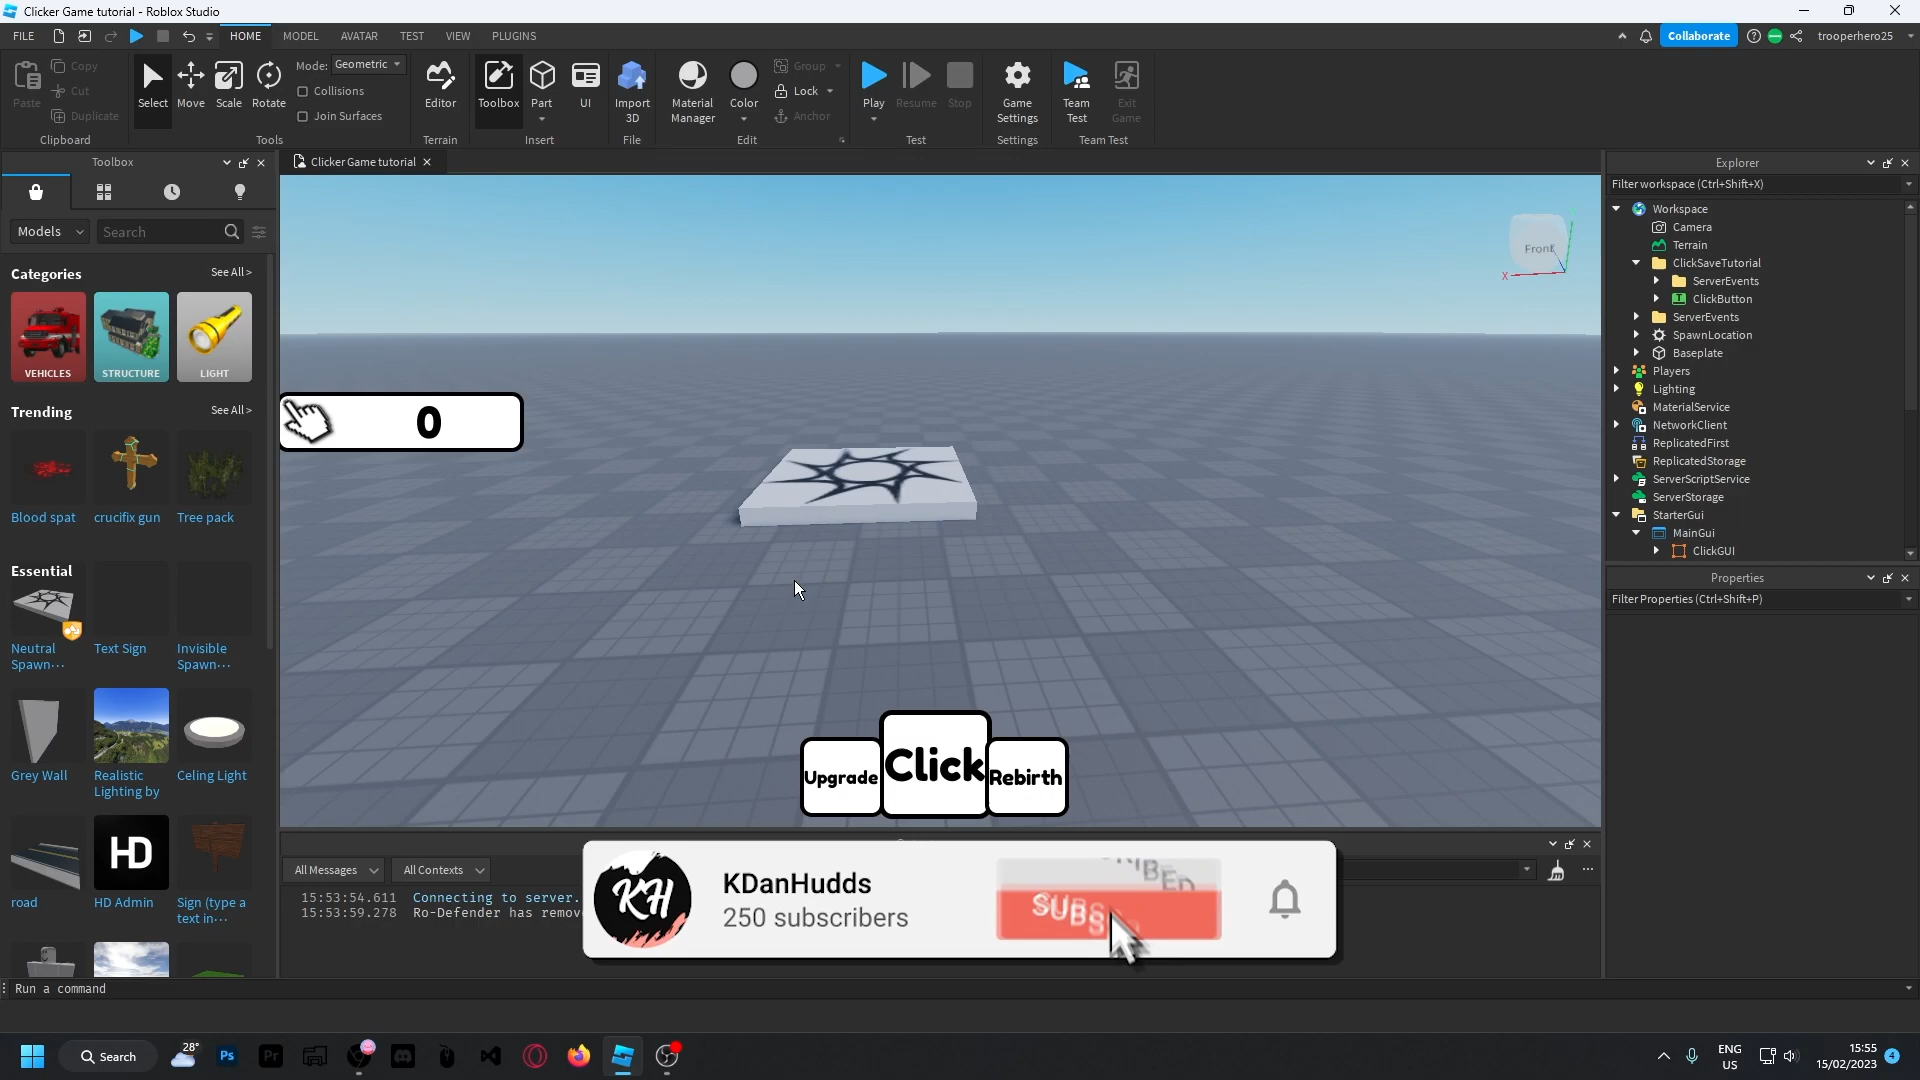 Clicker Game tutorial - Roblox Studio
FILE HOME MODEL AVATAR TEST VIEW PLUGINS Collaborate trooperhero25
Paste Copy Cut Duplicate Clipboard
Select Move Scale Rotate Mode: Geometric Collisions Join Surfaces Tools
Editor Terrain
Toolbox Part UI Insert
Import 3D File
Material Manager Color Group Lock Anchor Edit
Play Resume Stop Test
Game Settings Settings
Team Test Exit Game Team Test
Toolbox
Models Search
Categories See All >
VEHICLES STRUCTURE LIGHT
Trending See All >
Blood spat crucifix gun Tree pack
Essential
Neutral Spawn... Text Sign Invisible Spawn...
Grey Wall Realistic Lighting by Celing Light
HD
road HD Admin Sign (type a text in...
Clicker Game tutorial
Front
X
0
Upgrade Click Rebirth
All Messages All Contexts
15:53:54.611 Connecting to server.
15:53:59.278 Ro-Defender has remov
KH
KDanHudds
250 subscribers
SUBS
Explorer
Filter workspace (Ctrl+Shift+X)
Workspace
Camera
Terrain
ClickSaveTutorial
ServerEvents
ClickButton
ServerEvents
SpawnLocation
Baseplate
Players
Lighting
MaterialService
NetworkClient
ReplicatedFirst
ReplicatedStorage
ServerScriptService
ServerStorage
StarterGui
MainGui
ClickGUI
Properties
Filter Properties (Ctrl+Shift+P)
Run a command
Search
28°
Ps
Pr
ENG
US
15:55
15/02/2023
4